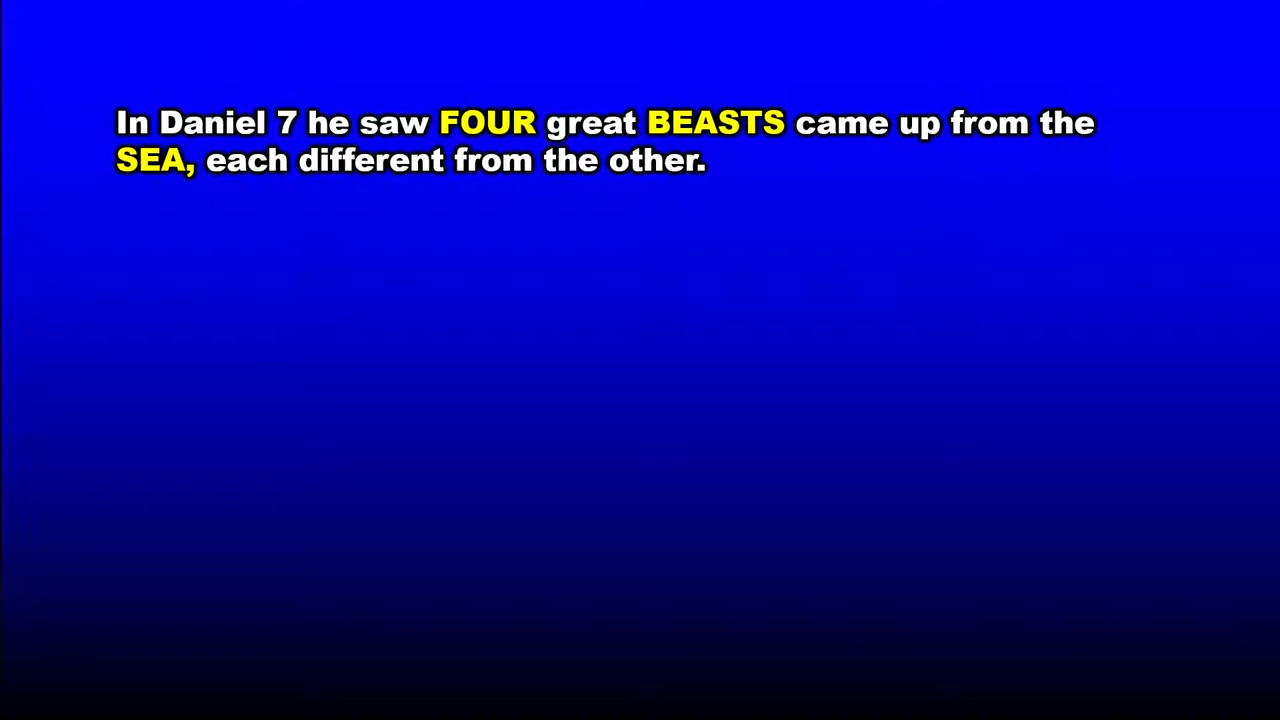 In Daniel 7 he saw FOUR great BEASTS came up from the
SEA, each different from the other.